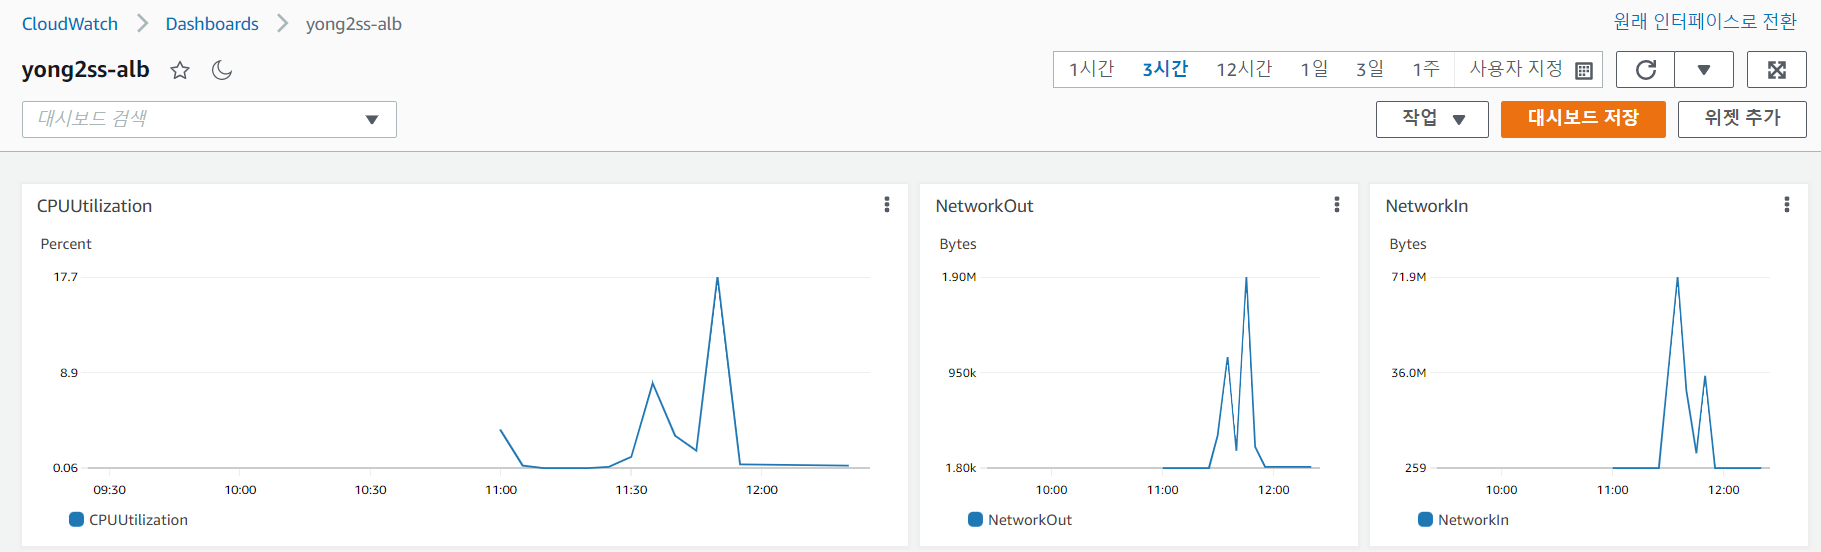 CloudWatch > Dashboards > yong2ss-alb
원래 인터페이스로 전환
yong2ss-alb
1시간 3시간 12시간 1일 3일 1주 사용자 지정
대시보드 검색
작업 대시보드 저장 위젯 추가
CPUUtilization
Percent
17.7
8.9
0.06
09:30 10:00 10:30 11:00 11:30 12:00
CPUUtilization
NetworkOut
Bytes
1.90M
950k
1.80k
10:00 11:00 12:00
NetworkOut
NetworkIn
Bytes
71.9M
36.0M
259
10:00 11:00 12:00
NetworkIn